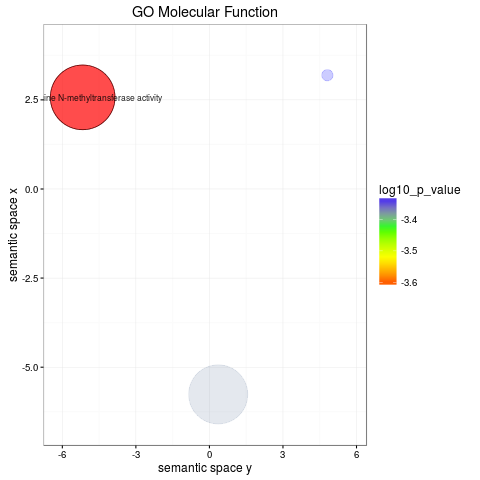 GO Molecular Function
semantic space x
2.5
0.0
-2.5
-5.0
N-methyltransferase activity
-6
-3
0
3
6
semantic space y
log10_p_value
-3.4
-3.5
-3.6